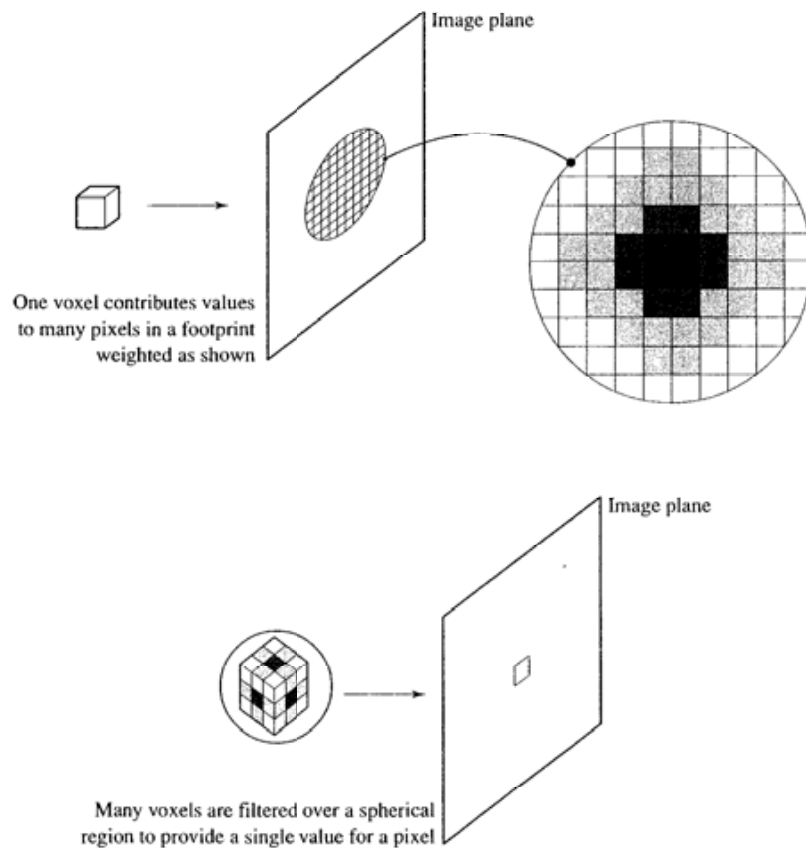 Image plane
One voxel contributes values
to many pixels in a footprint
weighted as shown
Image plane
Many voxels are filtered over a spherical
region to provide a single value for a pixel